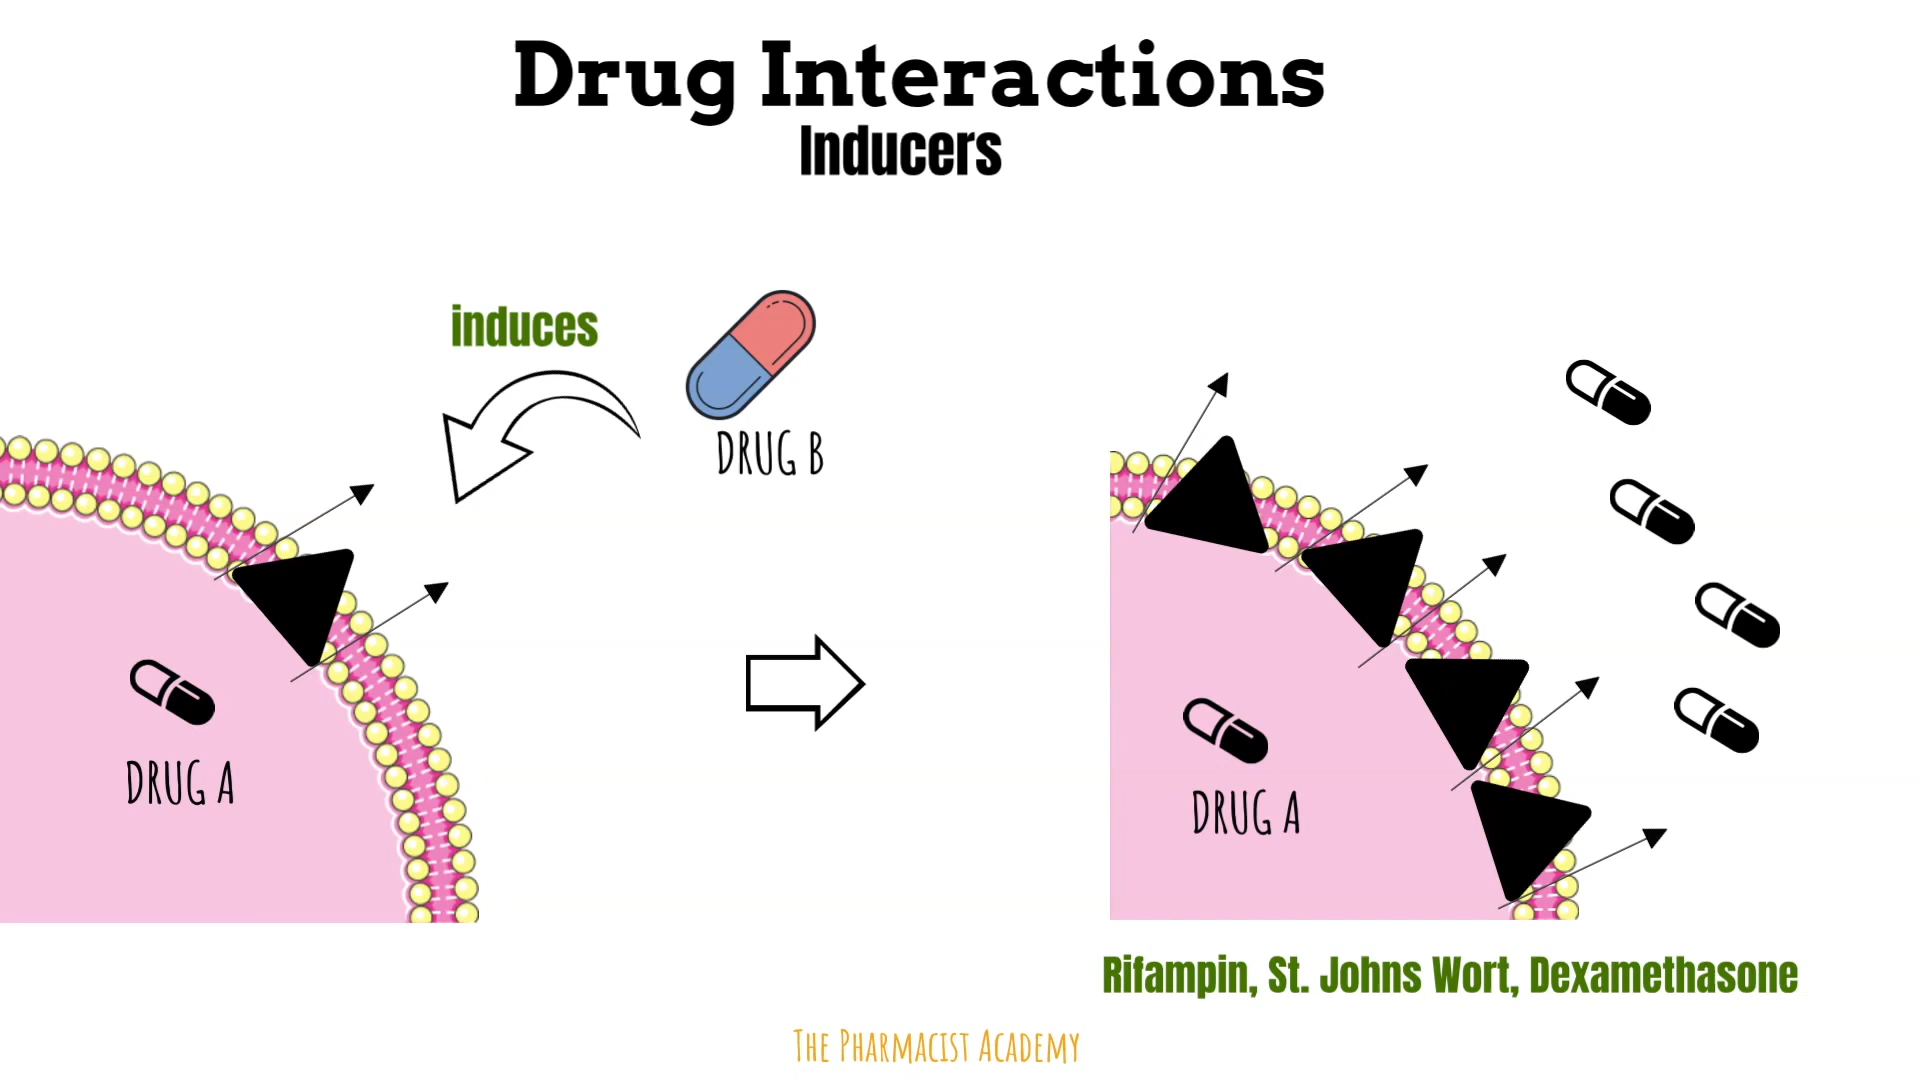 Drug Interactions
Inducers
induces
DRUG B
DRUG A
DRUG A
Rifampin, St. Johns Wort, Dexamethasone
The Pharmacist Academy